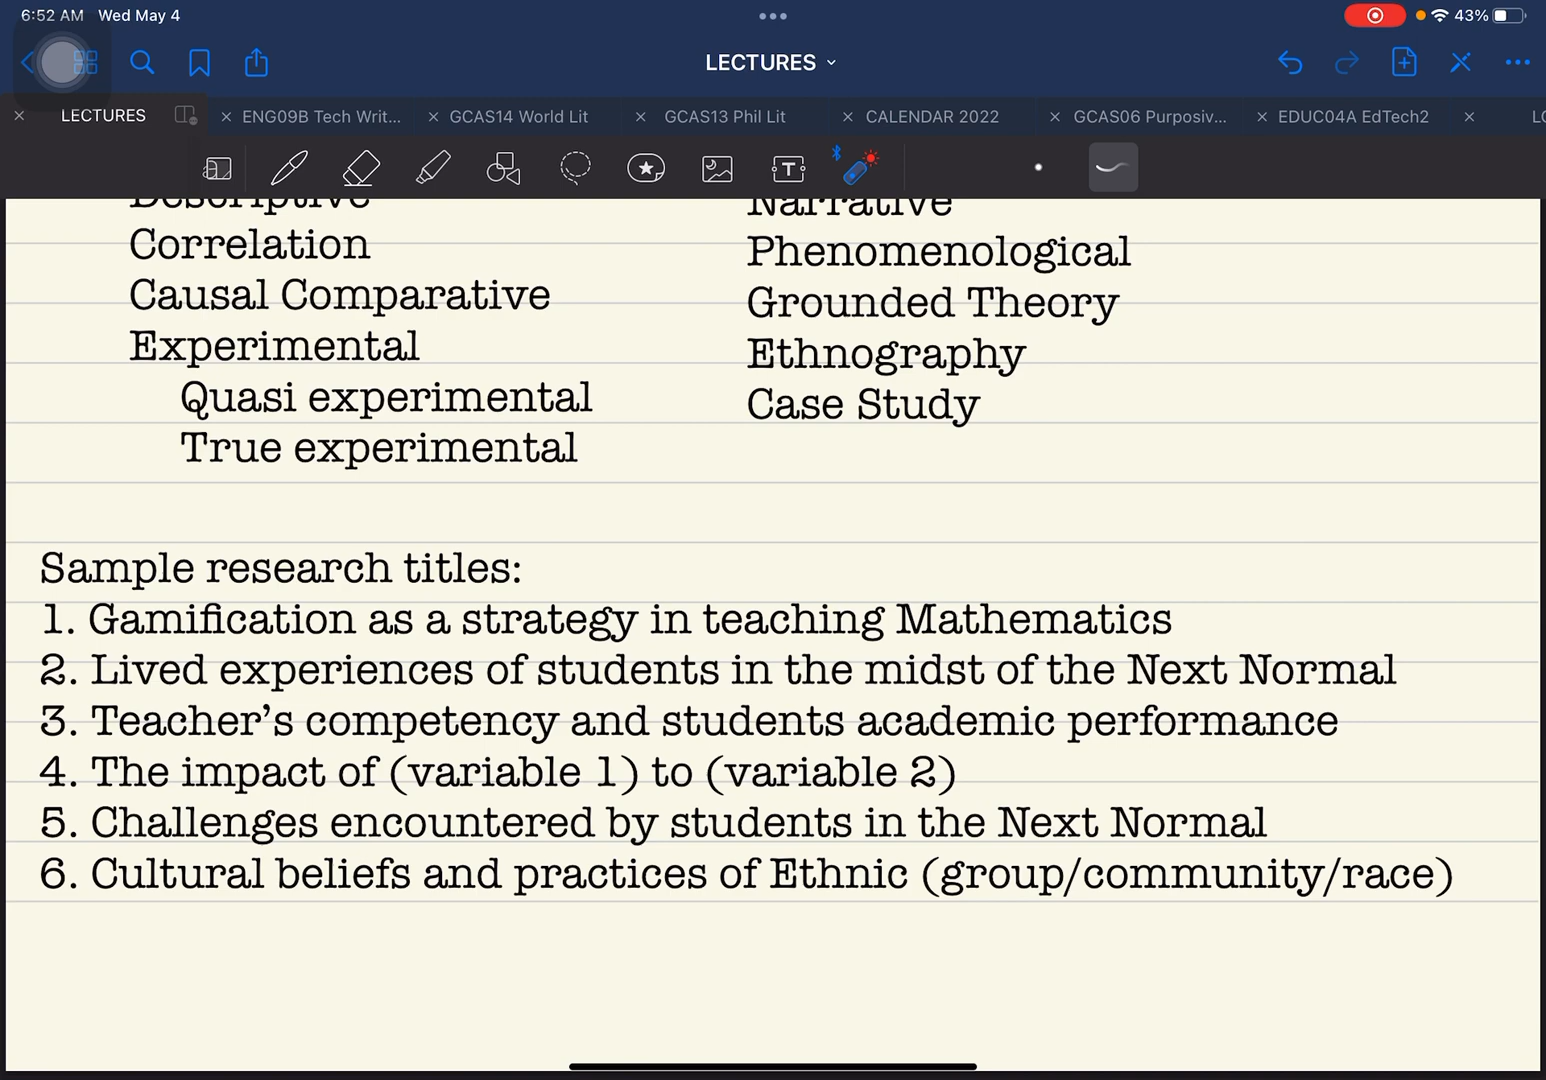 6:52 AM Wed May 4
43%
LECTURES
LECTURES
ENG09B Tech Writ...
GCAS14 World Lit
GCAS13 Phil Lit
CALENDAR 2022
GCAS06 Purposiv...
EDUC04A EdTech2
Descriptive
Narrative
Correlation
Phenomenological
Causal Comparative
Grounded Theory
Experimental
Ethnography
Quasi experimental
Case Study
True experimental
Sample research titles:
1. Gamification as a strategy in teaching Mathematics
2. Lived experiences of students in the midst of the Next Normal
3. Teacher’s competency and students academic performance
4. The impact of (variable 1) to (variable 2)
5. Challenges encountered by students in the Next Normal
6. Cultural beliefs and practices of Ethnic (group/community/race)